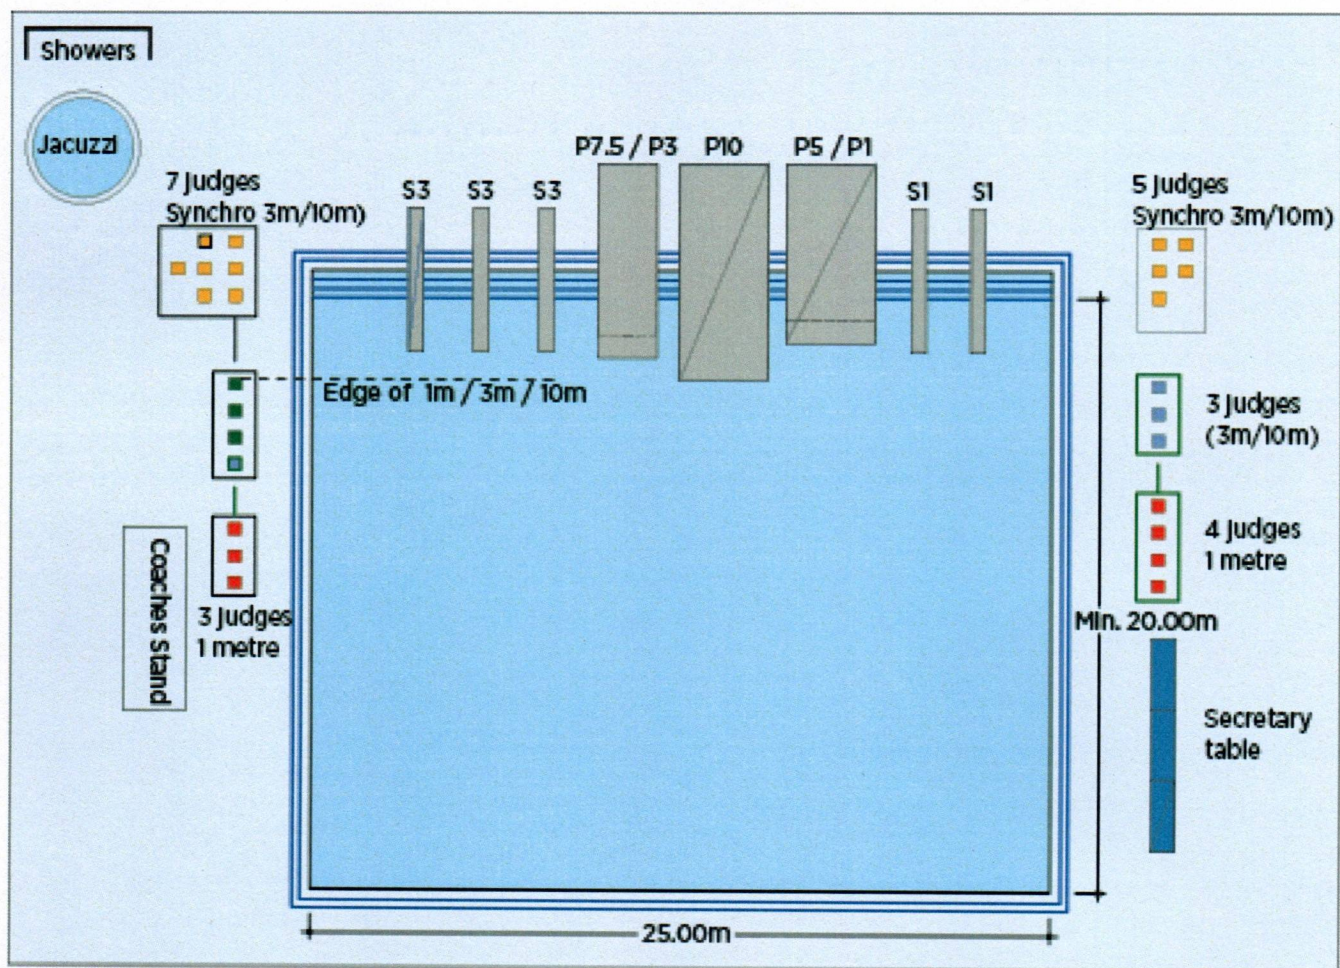 Showers
Jacuzzi
7 Judges
Synchro 3m/10m)
S3
S3
S3
P7.5 / P3
P10
P5 / P1
S1
S1
5 Judges
Synchro 3m/10m)
Edge of 1m / 3m / 10m
3 Judges
(3m/10m)
4 Judges
1 metre
Coaches Stand
3 Judges
1 metre
Min. 20.00m
Secretary
table
25.00m